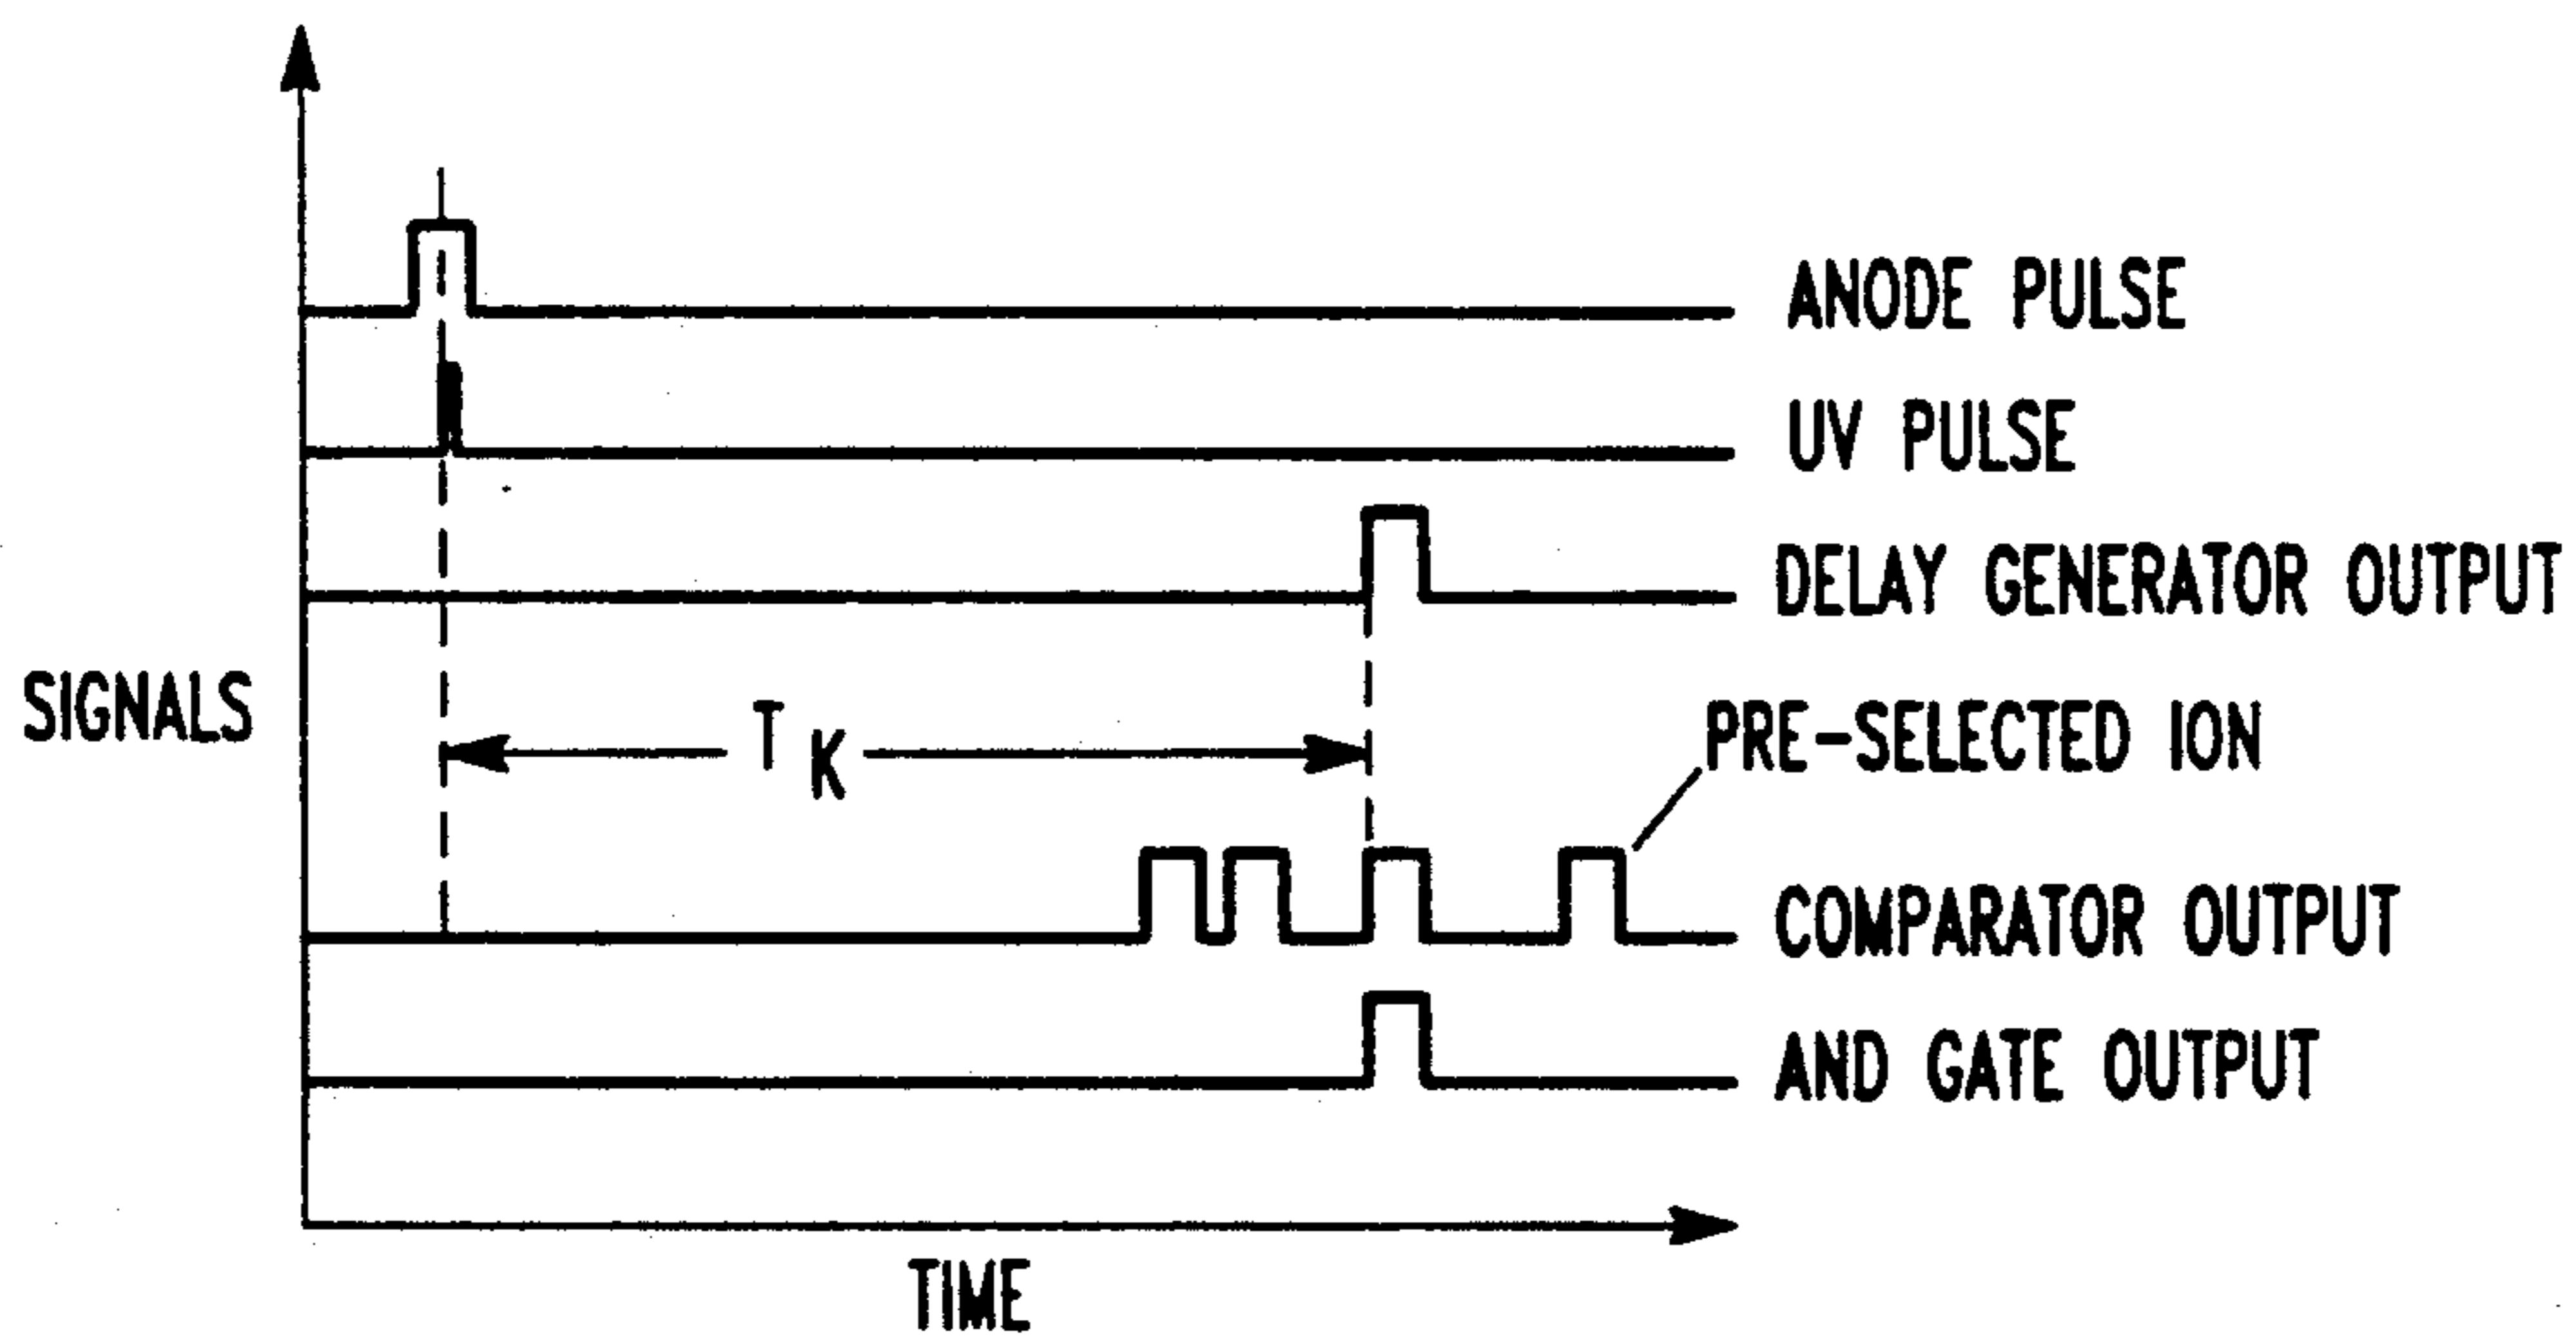 ANODE PULSE
UV PULSE
DELAY GENERATOR OUTPUT
SIGNALS
T K
PRE-SELECTED ION
COMPARATOR OUTPUT
AND GATE OUTPUT
TIME